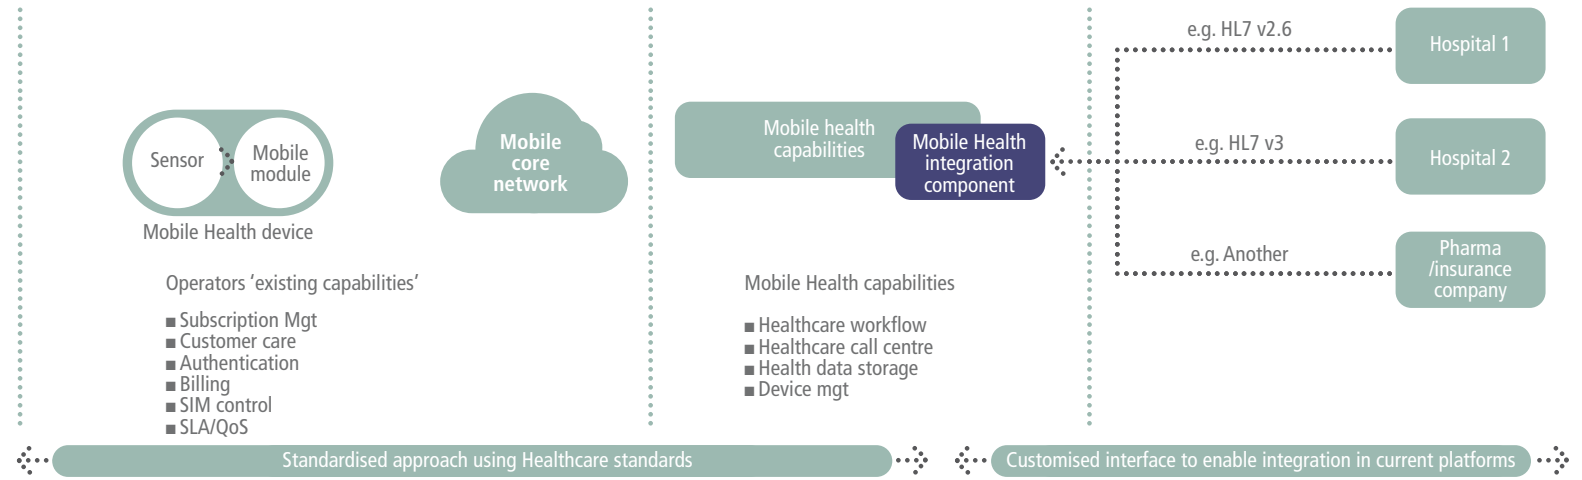 Sensor
Mobile
module
Mobile Health device
Mobile
core
network
Mobile health
capabilities
Mobile Health
integration
component
e.g. HL7 v2.6
Hospital 1
e.g. HL7 v3
Hospital 2
e.g. Another
Pharma
/insurance
company
Operators ‘existing capabilities’
■ Subscription Mgt
■ Customer care
■ Authentication
■ Billing
■ SIM control
■ SLA/QoS
Mobile Health capabilities
■ Healthcare workflow
■ Healthcare call centre
■ Health data storage
■ Device mgt
Standardised approach using Healthcare standards
Customised interface to enable integration in current platforms